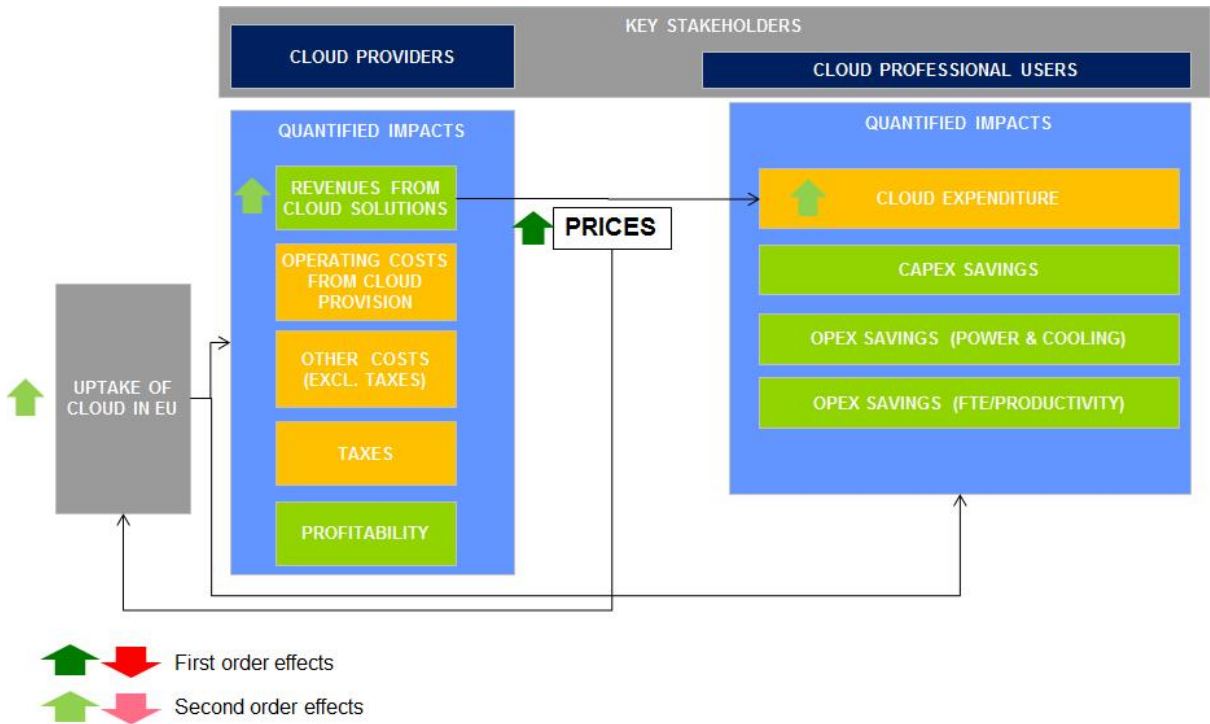 KEY STAKEHOLDERS
CLOUD PROVIDERS
CLOUD PROFESSIONAL USERS
QUANTIFIED IMPACTS
REVENUES FROM
CLOUD SOLUTIONS
OPERATING COSTS
FROM CLOUD
PROVISION
OTHER COSTS
(EXCL. TAXES)
TAXES
PROFITABILITY
PRICES
QUANTIFIED IMPACTS
CLOUD EXPENDITURE
CAPEX SAVINGS
OPEX SAVINGS (POWER & COOLING)
OPEX SAVINGS (FTE/PRODUCTIVITY)
UPTAKE OF
CLOUD IN EU
First order effects
Second order effects